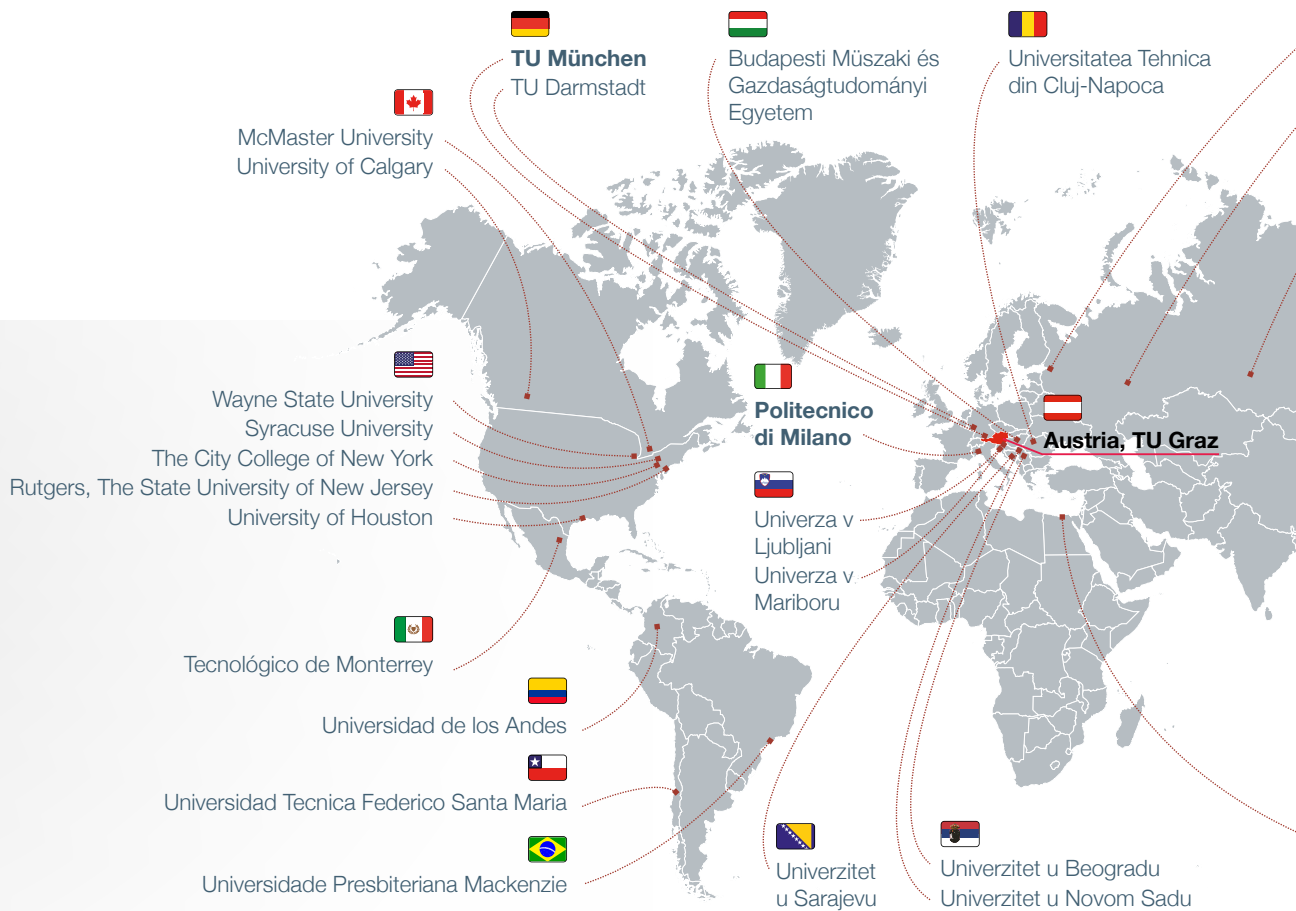 TU München
TU Darmstadt
Budapesti Müszaki és
Gazdaságtudományi
Egyetem
Universitatea Tehnica
din Cluj-Napoca
McMaster University
University of Calgary
Wayne State University
Syracuse University
The City College of New York
Rutgers, The State University of New Jersey
University of Houston
Politecnico
di Milano
Austria, TU Graz
Univerza v
Ljubljani
Univerza v
Mariboru
Tecnológico de Monterrey
Universidad de los Andes
Universidad Tecnica Federico Santa Maria
Universidade Presbiteriana Mackenzie
Univerzitet
u Sarajevu
Univerzitet u Beogradu
Univerzitet u Novom Sadu